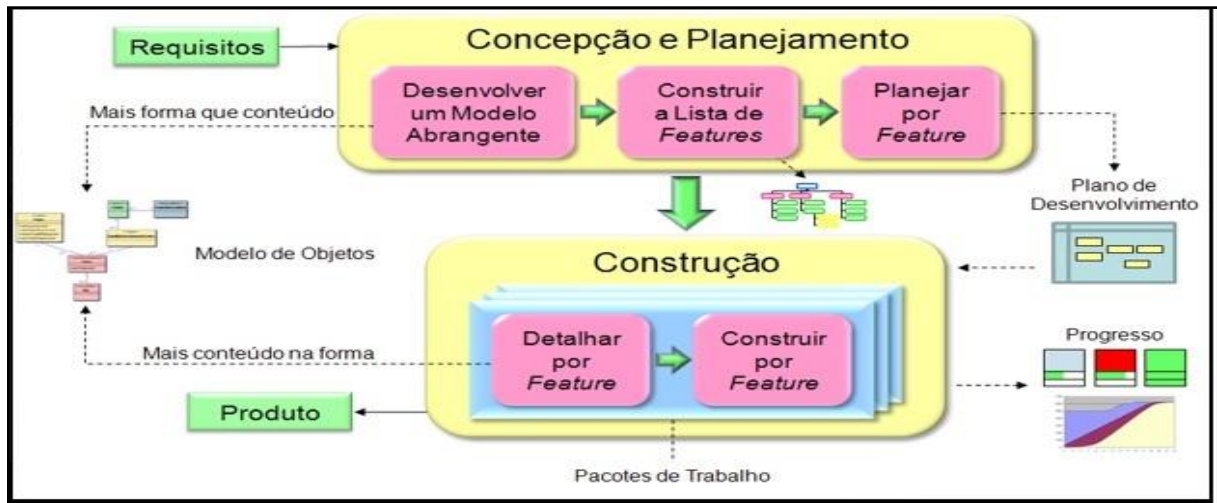 Requisitos
Concepção e Planejamento
Desenvolver
um Modelo
Abrangente
Construir
a Lista de
Features
Planejar
por
Feature
Mais forma que conteúdo
Plano de
Desenvolvimento
Modelo de Objetos
Construção
Detalhar
por
Feature
Construir
por
Feature
Mais conteúdo na forma
Progresso
Produto
Pacotes de Trabalho